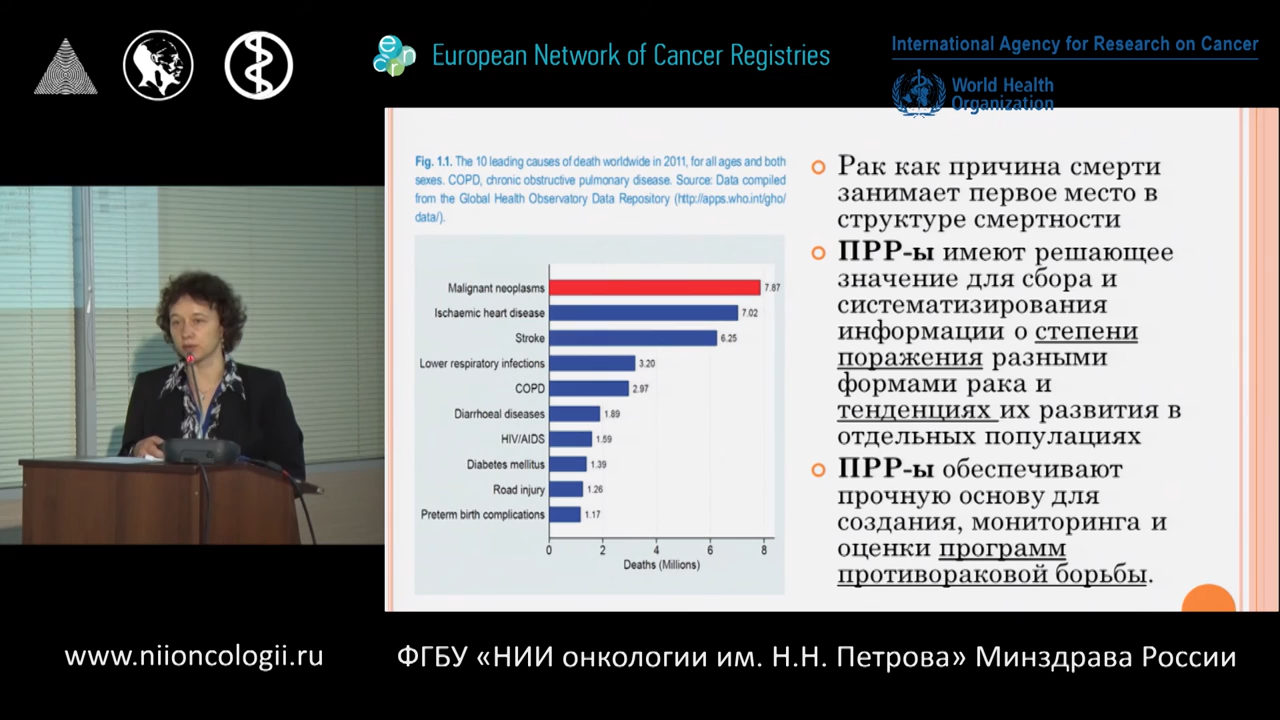 European Network of Cancer Registries
International Agency for Research on Cancer
World Health
Organization
Fig. 1.1. The 10 leading causes of death worldwide in 2011, for all ages and both
sexes. COPD, chronic obstructive pulmonary disease. Source: Data compiled
from the Global Health Observatory Data Repository (http://apps.who.int/gho/
data/).
Malignant neoplasms 7.87
Ischaemic heart disease 7.02
Stroke 6.25
Lower respiratory infections 3.20
COPD 2.97
Diarrhoeal diseases 1.89
HIV/AIDS 1.59
Diabetes mellitus 1.39
Road injury 1.26
Preterm birth complications 1.17
0 2 4 6 8
Deaths (Millions)
Рак как причина смерти
занимает первое место в
структуре смертности
ПРР-ы имеют решающее
значение для сбора и
систематизирования
информации о степени
поражения разными
формами рака и
тенденциях их развития в
отдельных популяциях
ПРР-ы обеспечивают
прочную основу для
создания, мониторинга и
оценки программ
противораковой борьбы.
www.niioncologii.ru
ФГБУ «НИИ онкологии им. Н.Н. Петрова» Минздрава России